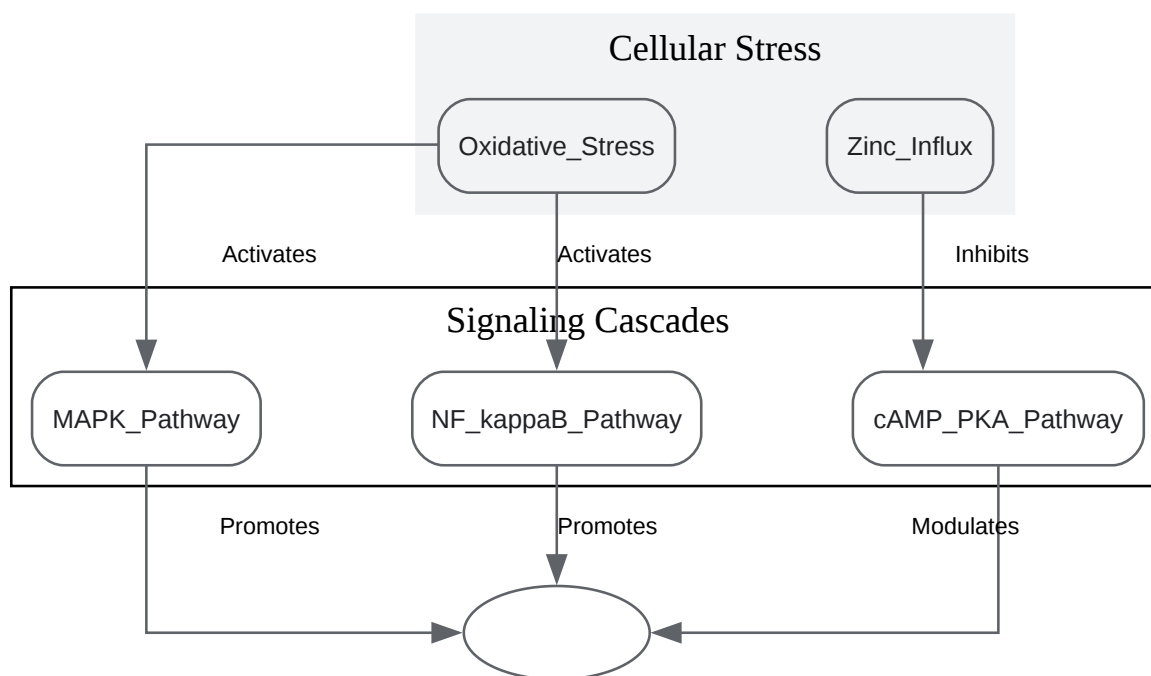 Cellular Stress
Oxidative_Stress
Zinc_Influx
Activates
Activates
Inhibits
Signaling Cascades
MAPK_Pathway
NF_kappaB_Pathway
cAMP_PKA_Pathway
Promotes
Promotes
Modulates